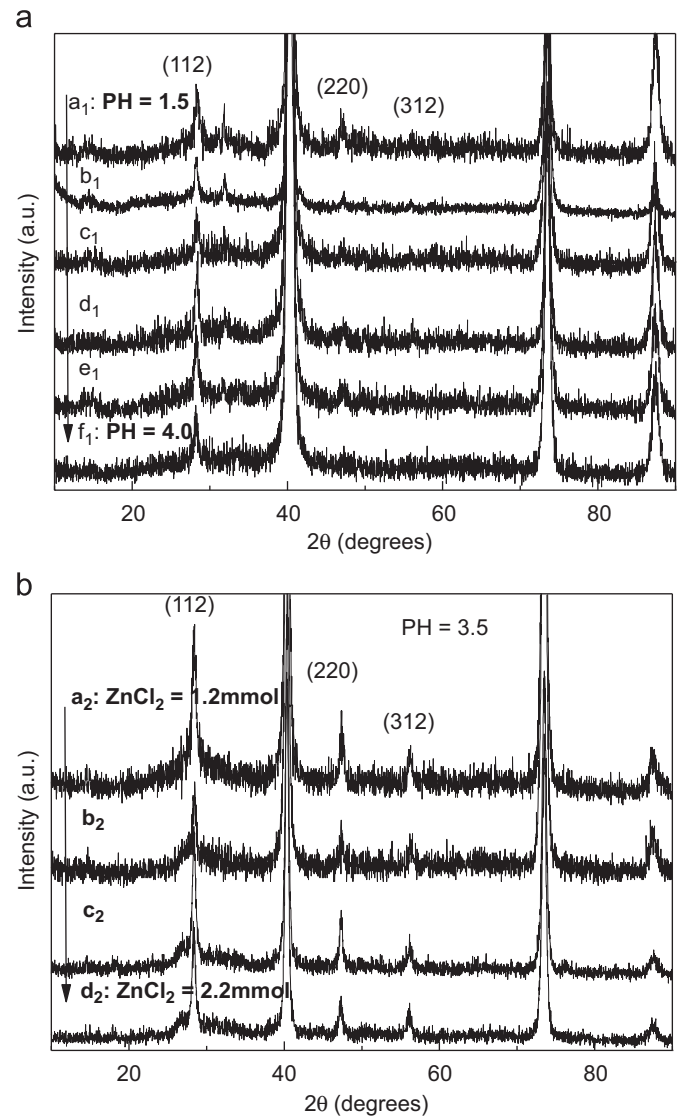 a
(112)
(220)
(312)
a₁: PH = 1.5
b₁
c₁
d₁
e₁
f₁: PH = 4.0
Intensity (a.u.)
20 40 60 80
2θ (degrees)
b
(112)
PH = 3.5
(220)
a₂: ZnCl₂ = 1.2mmol
(312)
b₂
c₂
d₂: ZnCl₂ = 2.2mmol
Intensity (a.u.)
20 40 60 80
2θ (degrees)